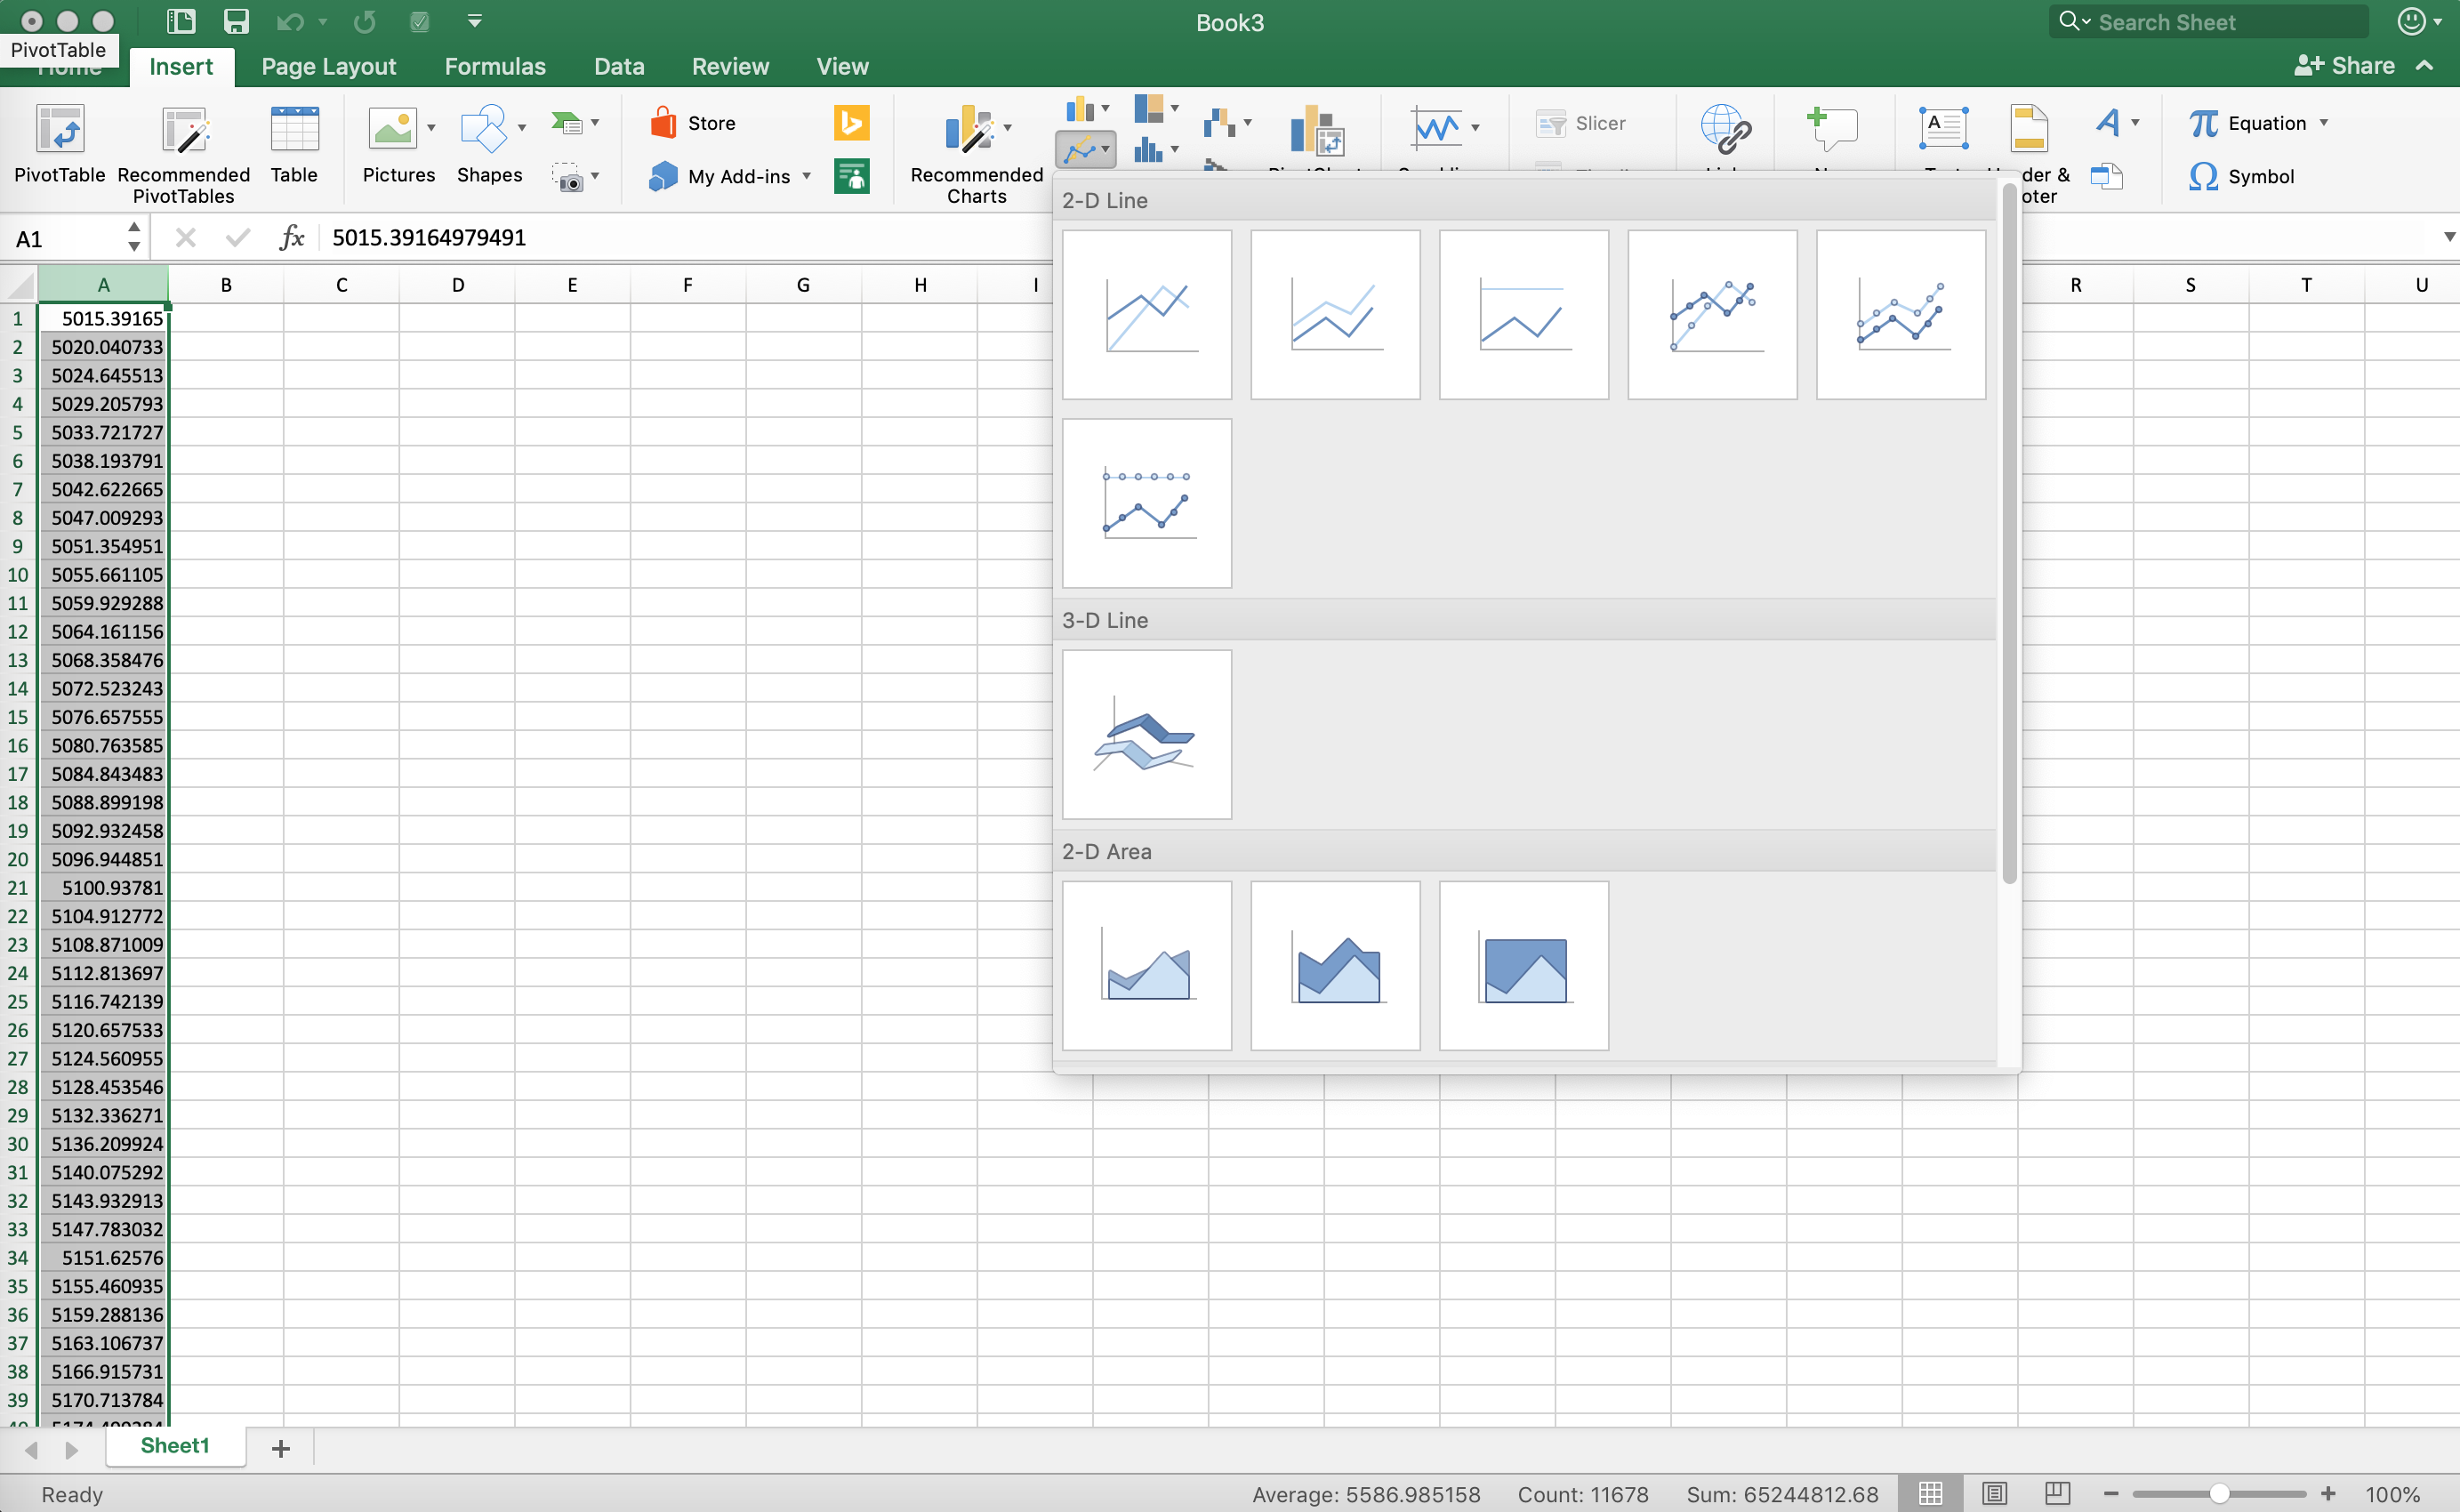 Book3
Search Sheet
PivotTable
Home Insert Page Layout Formulas Data Review View
Share
PivotTable
Recommended PivotTables
Table
Pictures
Shapes
Store
My Add-ins
Recommended Charts
Slicer
Equation
Symbol
A1
fx 5015.39164979491
A B C D E F G H I R S T U
1 5015.39165
2 5020.040733
3 5024.645513
4 5029.205793
5 5033.721727
6 5038.193791
7 5042.622665
8 5047.009293
9 5051.354951
10 5055.661105
11 5059.929288
12 5064.161156
13 5068.358476
14 5072.523243
15 5076.657555
16 5080.763585
17 5084.843483
18 5088.899198
19 5092.932458
20 5096.944851
21 5100.93781
22 5104.912772
23 5108.871009
24 5112.813697
25 5116.742139
26 5120.657533
27 5124.560955
28 5128.453546
29 5132.336271
30 5136.209924
31 5140.075292
32 5143.932913
33 5147.783032
34 5151.62576
35 5155.460935
36 5159.288136
37 5163.106737
38 5166.915731
39 5170.713784
2-D Line
3-D Line
2-D Area
Sheet1
Ready
Average: 5586.985158 Count: 11678 Sum: 65244812.68
100%